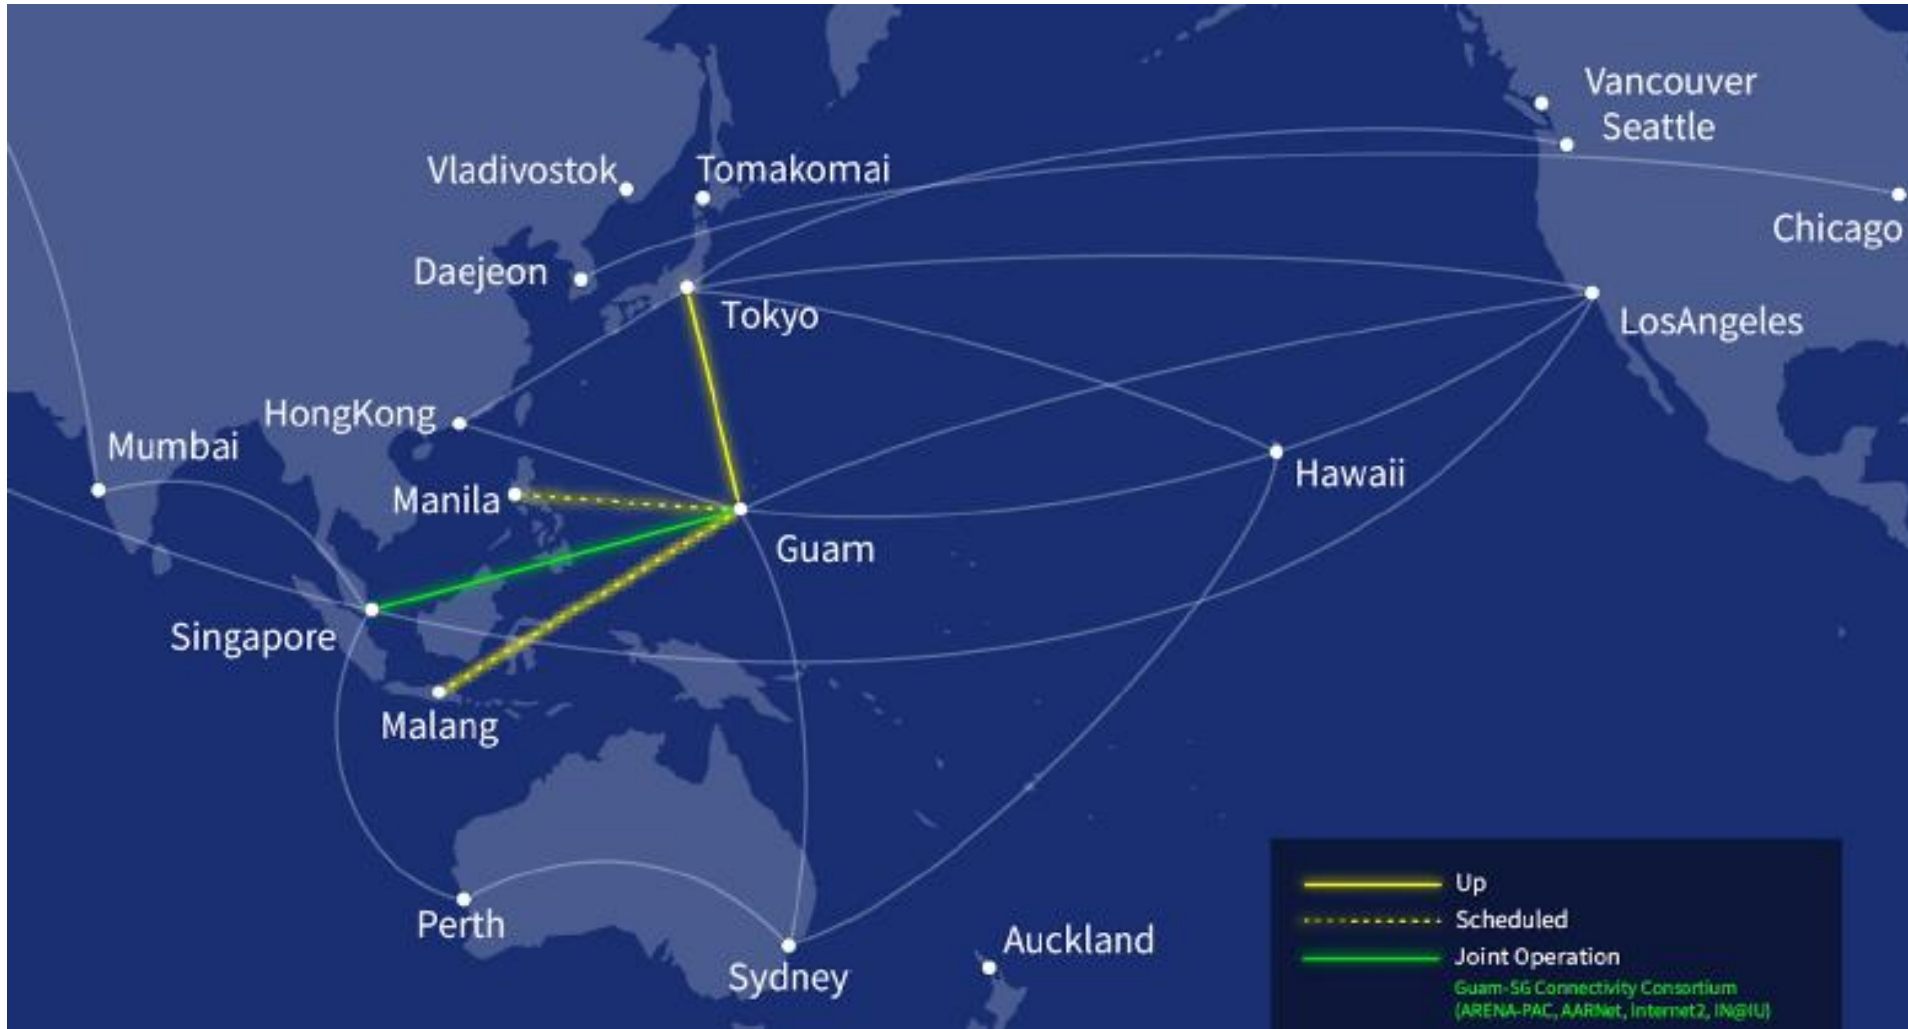 Vancouver
Seattle
Vladivostok
Tomakomai
Chicago
Daejeon
Tokyo
LosAngeles
HongKong
Mumbai
Hawaii
Manila
Guam
Singapore
Malang
Perth
Auckland
Sydney
Up
Scheduled
Joint Operation
Guam-SG Connectivity Consortium
(ARENA-PAC, AARNet, Internet2, IN@IU)